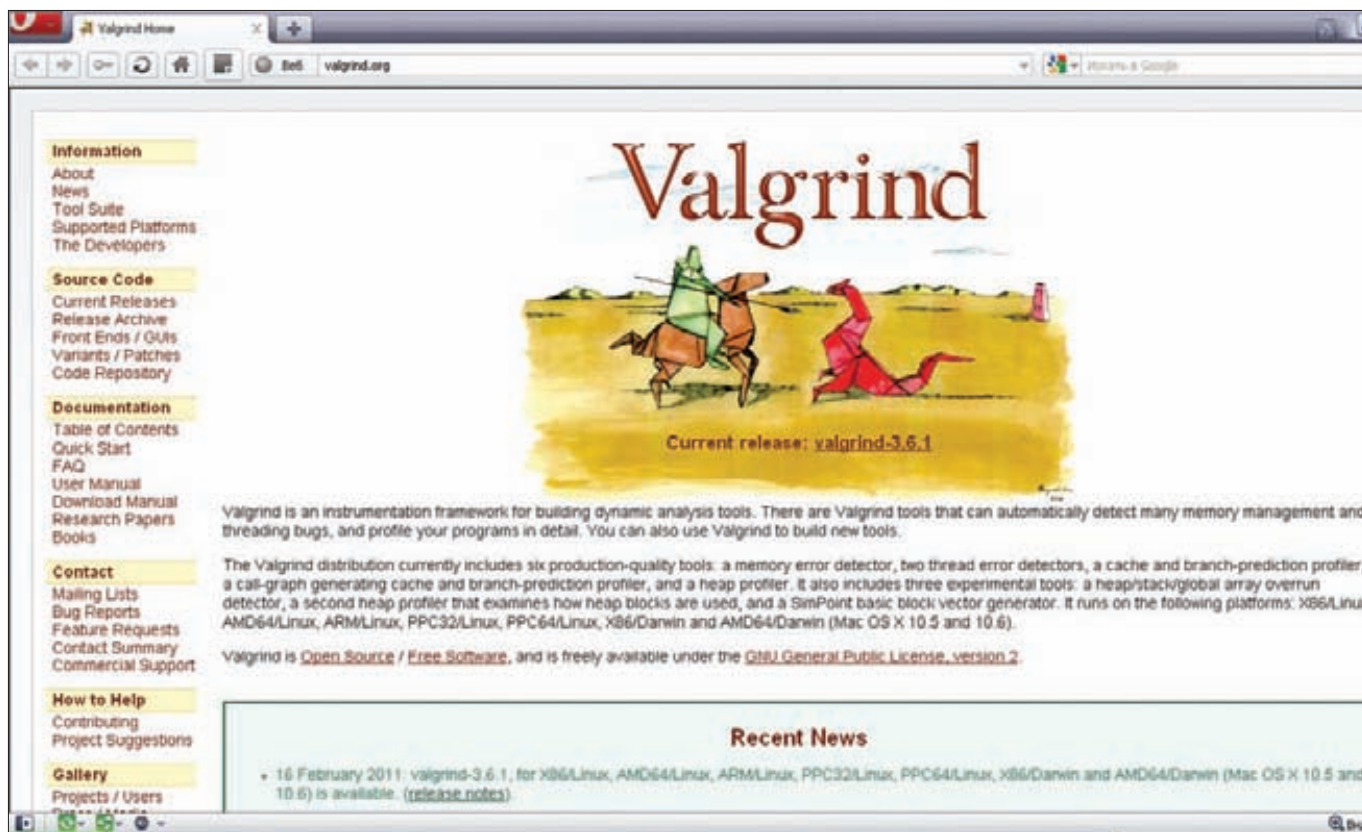 Valgrind Home
Веб valgrind.org
Искать в Google
Information
About
News
Tool Suite
Supported Platforms
The Developers
Source Code
Current Releases
Release Archive
Front Ends / GUIs
Variants / Patches
Code Repository
Documentation
Table of Contents
Quick Start
FAQ
User Manual
Download Manual
Research Papers
Books
Contact
Mailing Lists
Bug Reports
Feature Requests
Contact Summary
Commercial Support
How to Help
Contributing
Project Suggestions
Gallery
Projects / Users
Valgrind
Current release: valgrind-3.6.1
Valgrind is an instrumentation framework for building dynamic analysis tools. There are Valgrind tools that can automatically detect many memory management and
threading bugs, and profile your programs in detail. You can also use Valgrind to build new tools.
The Valgrind distribution currently includes six production-quality tools: a memory error detector, two thread error detectors, a cache and branch-prediction profiler,
a call-graph generating cache and branch-prediction profiler, and a heap profiler. It also includes three experimental tools: a heap/stack/global array overrun
detector, a second heap profiler that examines how heap blocks are used, and a SimPoint basic block vector generator. It runs on the following platforms: X86/Linu
AMD64/Linux, ARM/Linux, PPC32/Linux, PPC64/Linux, X86/Darwin and AMD64/Darwin (Mac OS X 10.5 and 10.6).
Valgrind is Open Source / Free Software, and is freely available under the GNU General Public License, version 2.
Recent News
• 16 February 2011: valgrind-3.6.1, for X86/Linux, AMD64/Linux, ARM/Linux, PPC32/Linux, PPC64/Linux, X86/Darwin and AMD64/Darwin (Mac OS X 10.5 and
10.6) is available. (release notes).